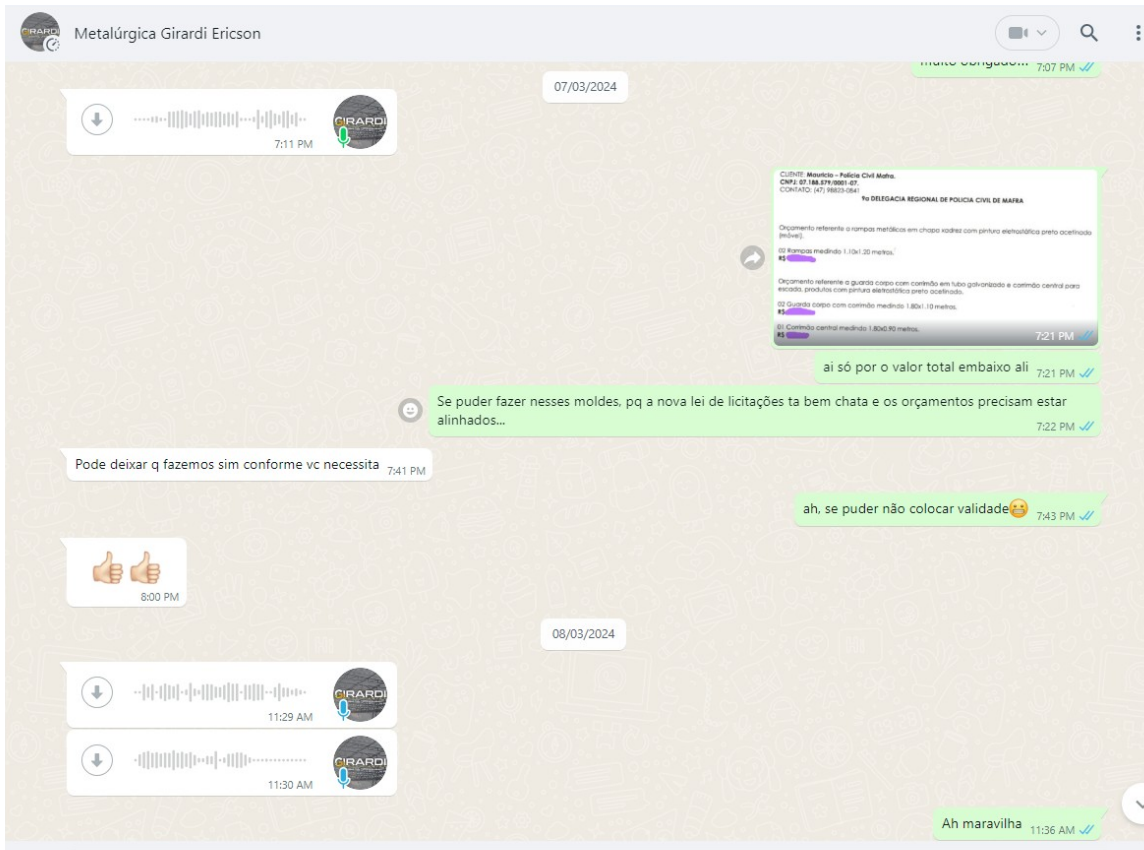 Metalúrgica Girardi Ericson
muito obrigado... 7:07 PM
07/03/2024
GIRARDI
7:11 PM
CLIENTE: Mauricio – Polícia Civil Mafra.
CNPJ: 07.188.579/0001-07.
CONTATO: (47) 98823-0841
9a DELEGACIA REGIONAL DE POLICIA CIVIL DE MAFRA
Orçamento referente a rampas metálicas em chapa xadrez com pintura eletrostática preto acetinado
(móvel).
02 Rampas medindo 1.10x1.20 metros.
R$
Orçamento referente a guarda corpo com corrimão em tubo galvonizado e corrimão central para
escada, produtos com pintura eletrostática preto acetinado.
02 Guarda corpo com corrimão medindo 1.80x1.10 metros.
R$
01 Corrimão central medindo 1.80x0.90 metros.
R$
7:21 PM
ai só por o valor total embaixo ali 7:21 PM
Se puder fazer nesses moldes, pq a nova lei de licitações ta bem chata e os orçamentos precisam estar
alinhados...
7:22 PM
Pode deixar q fazemos sim conforme vc necessita 7:41 PM
ah, se puder não colocar validade😬 7:43 PM
👍🏻👍🏻
8:00 PM
08/03/2024
GIRARDI
11:29 AM
GIRARDI
11:30 AM
Ah maravilha 11:36 AM